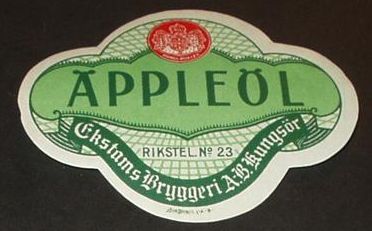 ÄPPLEÖL
RIKSTEL. Nº 23
Ekstams Bryggeri A.B. Kungsör